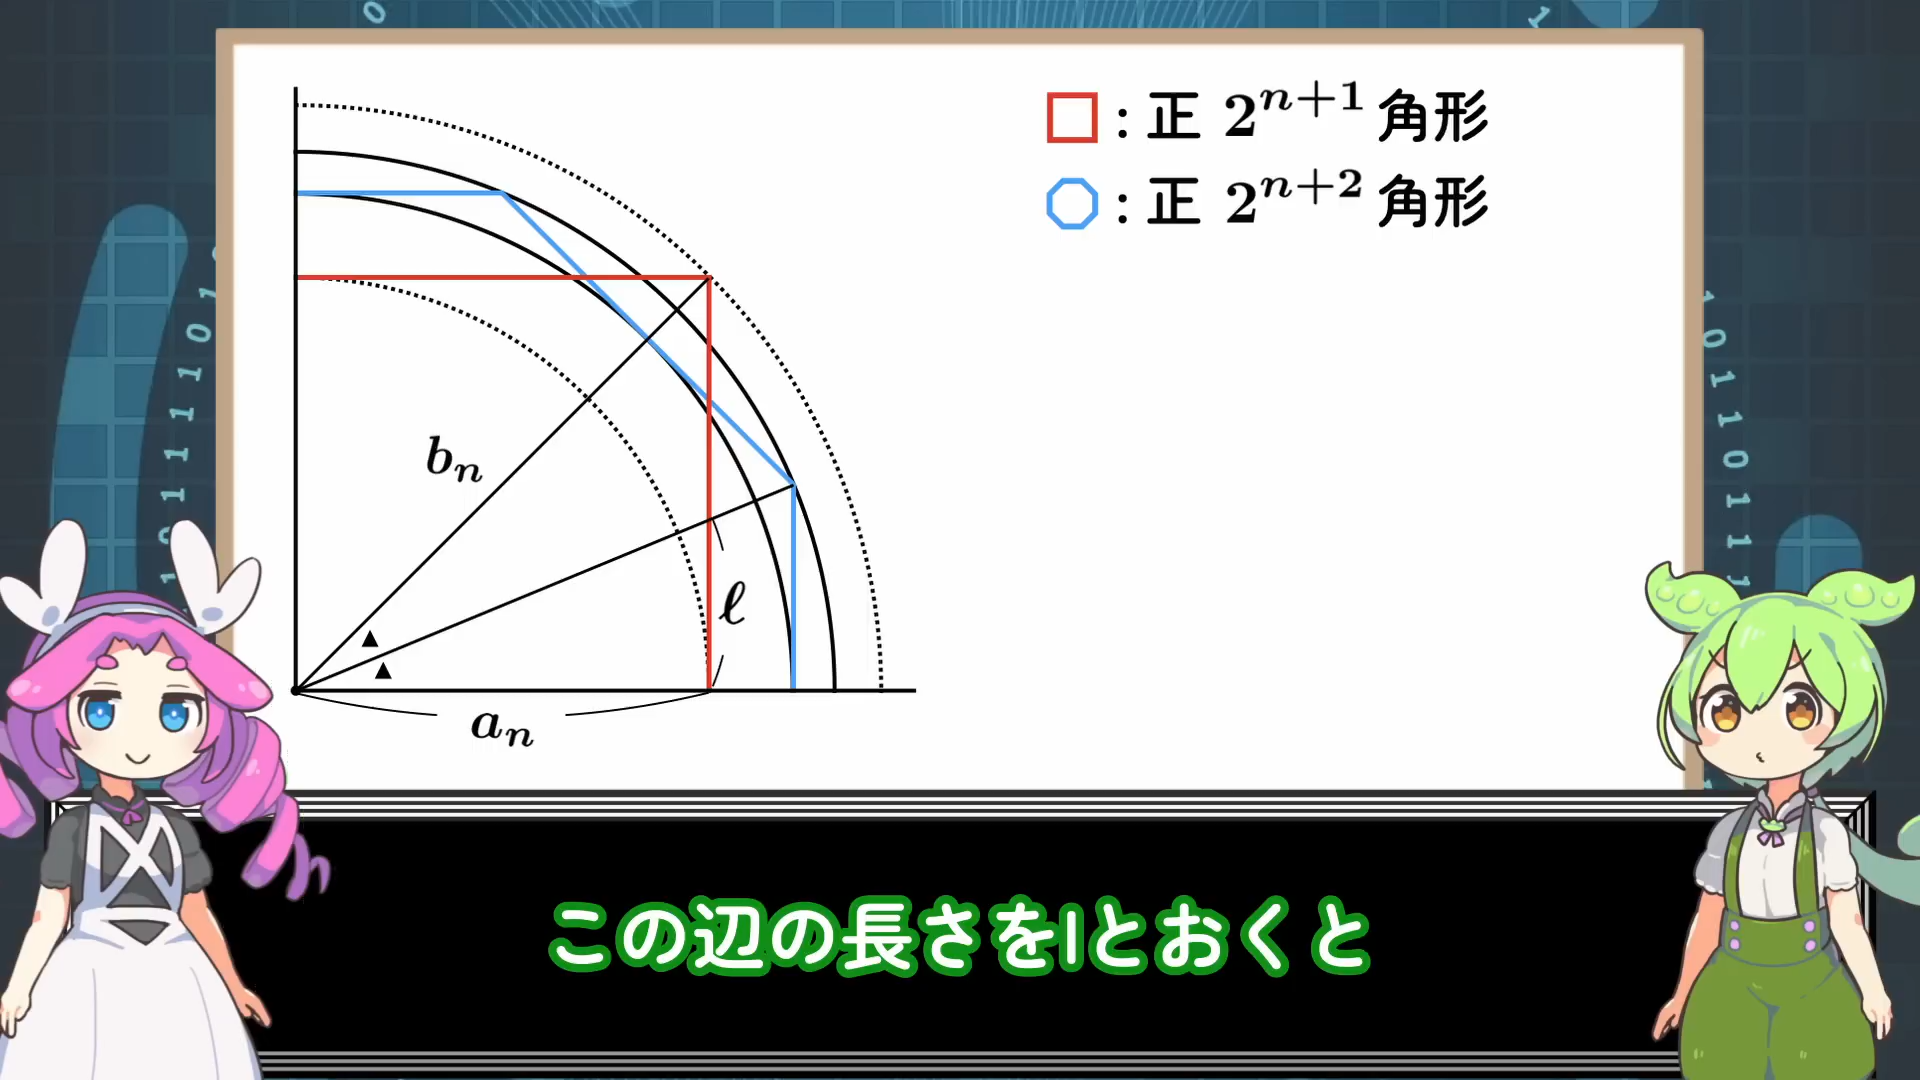 : 正 2^{n+1} 角形
: 正 2^{n+2} 角形
b_n
ℓ
a_n
この辺の長さをlとおくと